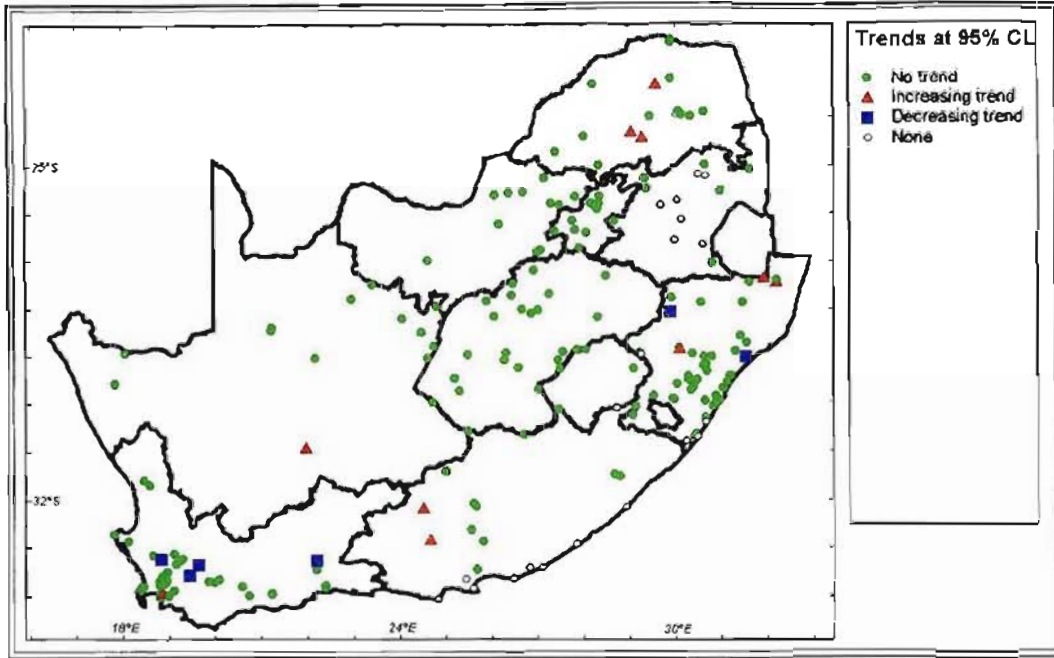 Trends at 95% CL
No trend
Increasing trend
Decreasing trend
None
25°S
32°S
18°E
24°E
30°E